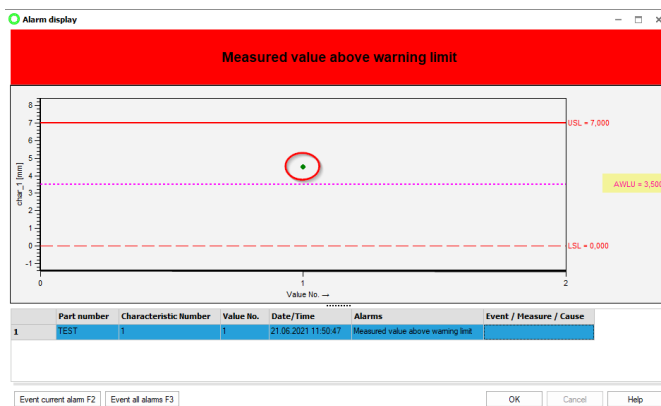 Alarm display
Measured value above warning limit
8
7
6
5
4
3
2
1
0
-1
char_1 [mm]
USL = 7,000
AWLU = 3,500
LSL = 0,000
0
1
2
Value No. →
Part number Characteristic Number Value No. Date/Time Alarms Event / Measure / Cause
1 TEST 1 1 21.06.2021 11:50:47 Measured value above warning limit
Event current alarm F2 Event all alarms F3 OK Cancel Help